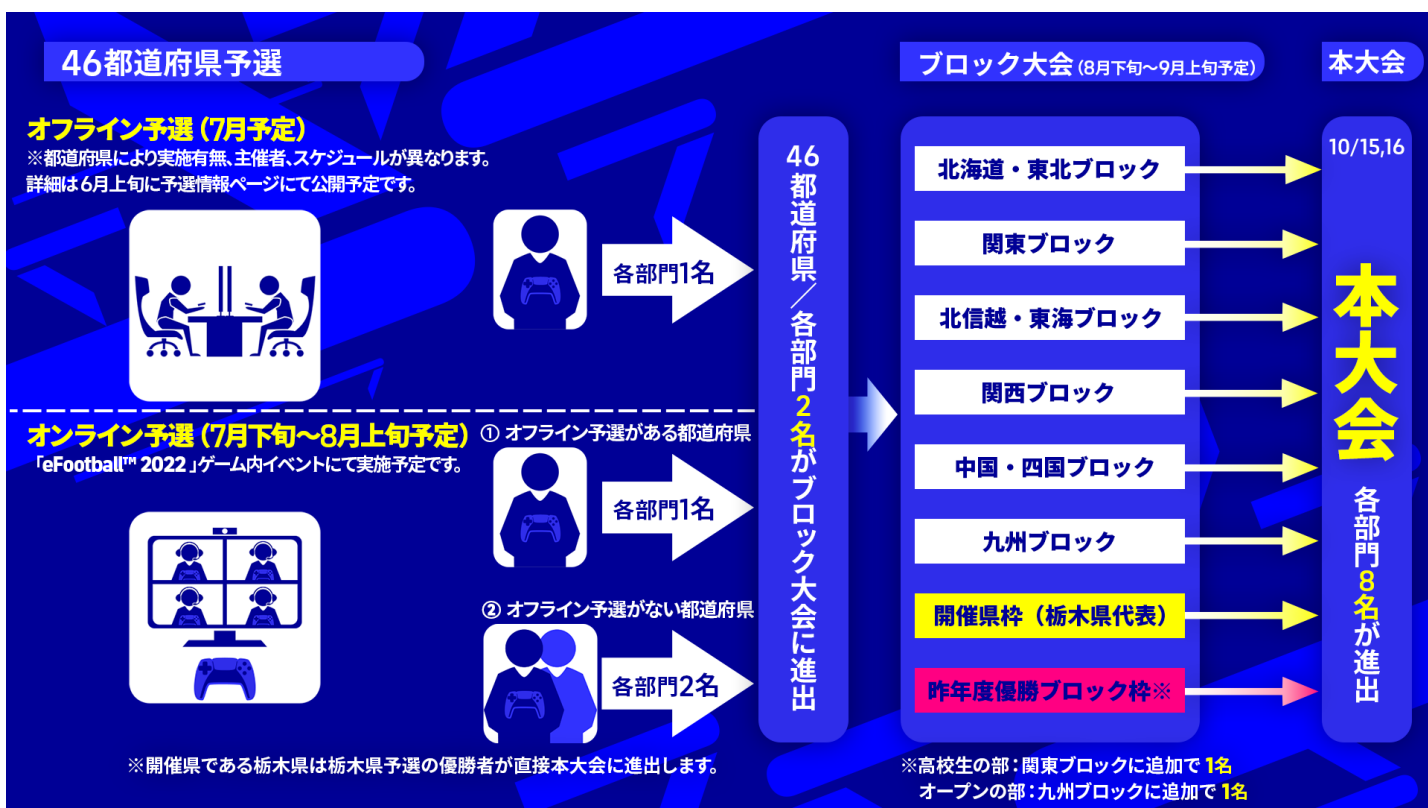 46都道府県予選
オフライン予選（7月予定）
※都道府県により実施有無、主催者、スケジュールが異なります。
詳細は6月上旬に予選情報ページにて公開予定です。
各部門1名
オンライン予選（7月下旬～8月上旬予定）
「eFootball™ 2022」ゲーム内イベントにて実施予定です。
① オフライン予選がある都道府県
各部門1名
② オフライン予選がない都道府県
各部門2名
※開催県である栃木県は栃木県予選の優勝者が直接本大会に進出します。
46都道府県／各部門2名がブロック大会に進出
ブロック大会（8月下旬～9月上旬予定）
北海道・東北ブロック
関東ブロック
北信越・東海ブロック
関西ブロック
中国・四国ブロック
九州ブロック
開催県枠（栃木県代表）
昨年度優勝ブロック枠※
※高校生の部：関東ブロックに追加で 1名
オープンの部：九州ブロックに追加で 1名
本大会
10/15,16
本大会
各部門8名が進出